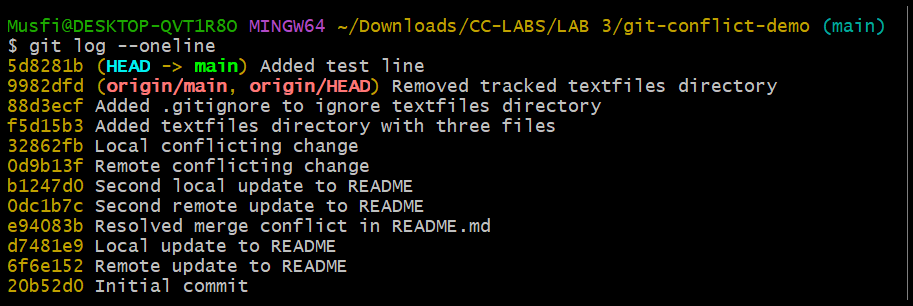 Musfi@DESKTOP-QVT1R8O MINGW64 ~/Downloads/CC-LABS/LAB 3/git-conflict-demo (main)
$ git log --oneline
5d8281b (HEAD -> main) Added test line
9982dfd (origin/main, origin/HEAD) Removed tracked textfiles directory
88d3ecf Added .gitignore to ignore textfiles directory
f5d15b3 Added textfiles directory with three files
32862fb Local conflicting change
0d9b13f Remote conflicting change
b1247d0 Second local update to README
0dc1b7c Second remote update to README
e94083b Resolved merge conflict in README.md
d7481e9 Local update to README
6f6e152 Remote update to README
20b52d0 Initial commit